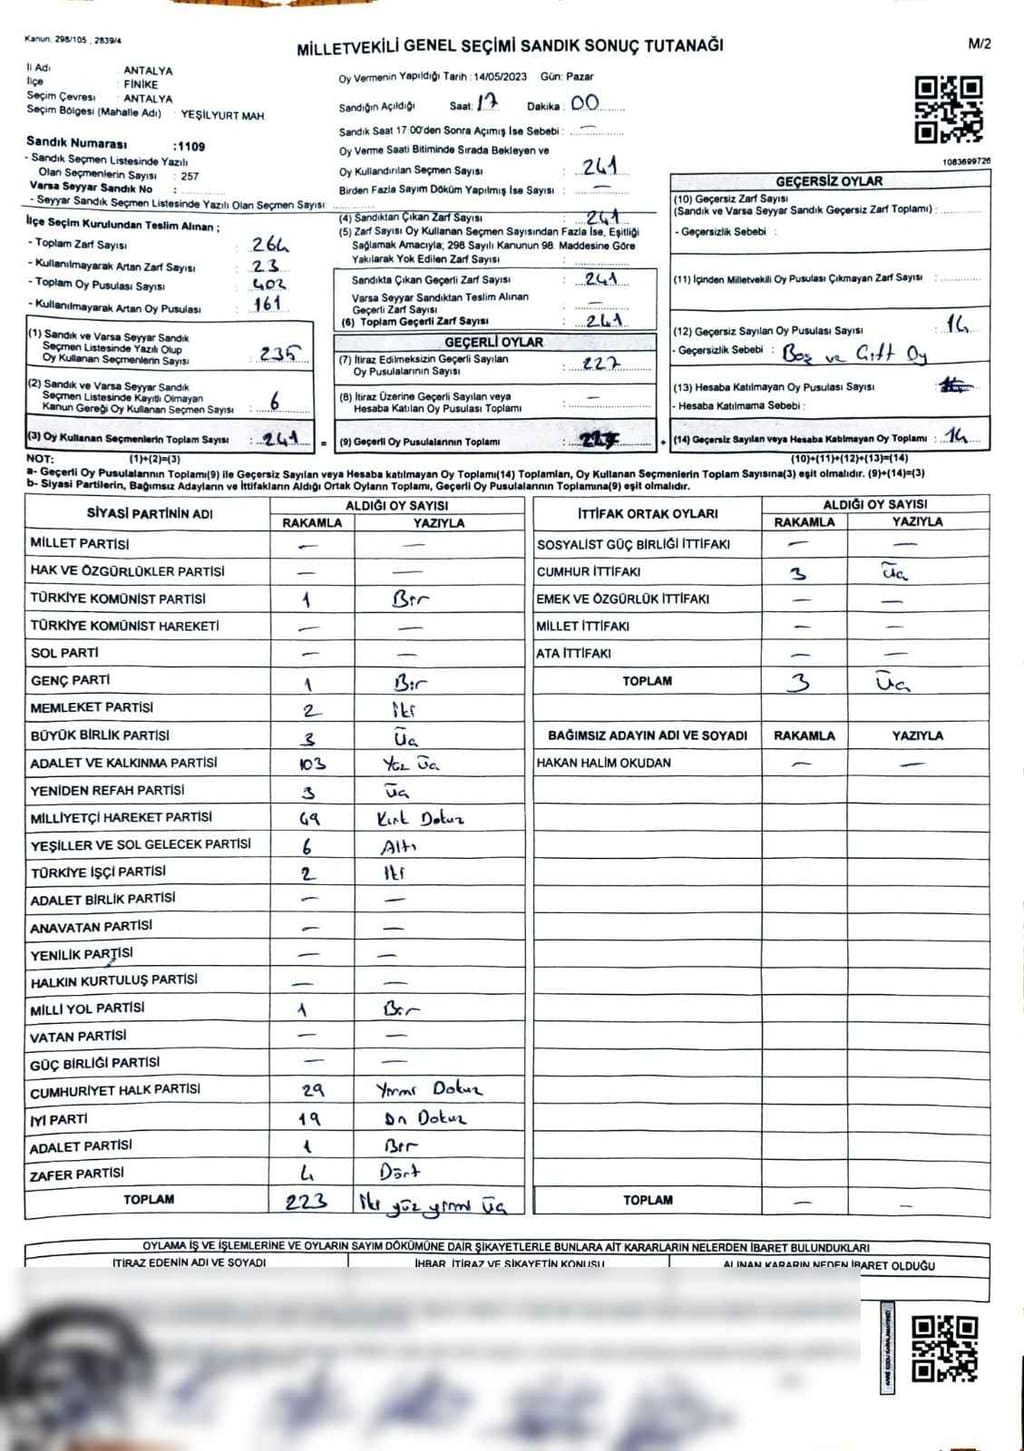 Kanun: 298/105 , 2839/4
MİLLETVEKİLİ GENEL SEÇİMİ SANDIK SONUÇ TUTANAĞI
M/2
İl Adı : ANTALYA
İlçe : FİNİKE
Seçim Çevresi : ANTALYA
Seçim Bölgesi (Mahalle Adı) : YEŞİLYURT MAH.
Sandık Numarası :1109
- Sandık Seçmen Listesinde Yazılı
Olan Seçmenlerin Sayısı : 257
Varsa Seyyar Sandık No :
- Seyyar Sandık Seçmen Listesinde Yazılı Olan Seçmen Sayısı :
Oy Vermenin Yapıldığı Tarih : 14/05/2023 Gün: Pazar
Sandığın Açıldığı Saat: 17 Dakika : 00
Sandık Saat 17:00'den Sonra Açımış İse Sebebi : —
Oy Verme Saati Bitiminde Sırada Bekleyen ve
Oy Kullandırılan Seçmen Sayısı : 241
Birden Fazla Sayım Döküm Yapılmış İse Sayısı : —
1083699726
İlçe Seçim Kurulundan Teslim Alınan ;
- Toplam Zarf Sayısı : 264
- Kullanılmayarak Artan Zarf Sayısı : 23
- Toplam Oy Pusulası Sayısı : 402
- Kullanılmayarak Artan Oy Pusulası : 161
(1) Sandık ve Varsa Seyyar Sandık
Seçmen Listesinde Yazılı Olup
Oy Kullanan Seçmenlerin Sayısı : 235
(2) Sandık ve Varsa Seyyar Sandık
Seçmen Listesinde Kayıtlı Olmayan
Kanun Gereği Oy Kullanan Seçmen Sayısı : 6
(3) Oy Kullanan Seçmenlerin Toplam Sayısı : 241 =
(4) Sandıktan Çıkan Zarf Sayısı : 241
(5) Zarf Sayısı Oy Kullanan Seçmen Sayısından Fazla İse, Eşitliği
Sağlamak Amacıyla; 298 Sayılı Kanunun 98. Maddesine Göre
Yakılarak Yok Edilen Zarf Sayısı :
Sandıkta Çıkan Geçerli Zarf Sayısı : 241
Varsa Seyyar Sandıktan Teslim Alınan
Geçerli Zarf Sayısı : —
(6) Toplam Geçerli Zarf Sayısı : 241
GEÇERLİ OYLAR
(7) İtiraz Edilmeksizin Geçerli Sayılan
Oy Pusulalarının Sayısı : 227
(8) İtiraz Üzerine Geçerli Sayılan veya
Hesaba Katılan Oy Pusulası Toplamı : —
(9) Geçerli Oy Pusulalarının Toplamı : 227 +
GEÇERSİZ OYLAR
(10) Geçersiz Zarf Sayısı
(Sandık ve Varsa Seyyar Sandık Geçersiz Zarf Toplamı) :
- Geçersizlik Sebebi :
(11) İçinden Milletvekili Oy Pusulası Çıkmayan Zarf Sayısı :
(12) Geçersiz Sayılan Oy Pusulası Sayısı : 14
- Geçersizlik Sebebi : Boş ve Çift Oy
(13) Hesaba Katılmayan Oy Pusulası Sayısı :
- Hesaba Katılmama Sebebi :
(14) Geçersiz Sayılan veya Hesaba Katılmayan Oy Toplamı : 14
NOT: (1)+(2)=(3) (10)+(11)+(12)+(13)=(14)
a- Geçerli Oy Pusulalarının Toplamı(9) ile Geçersiz Sayılan veya Hesaba katılmayan Oy Toplamı(14) Toplamları, Oy Kullanan Seçmenlerin Toplam Sayısına(3) eşit olmalıdır. (9)+(14)=(3)
b- Siyasi Partilerin, Bağımsız Adayların ve İttifakların Aldığı Ortak Oyların Toplamı, Geçerli Oy Pusulalarının Toplamına(9) eşit olmalıdır.
SİYASİ PARTİNİN ADI ALDIĞI OY SAYISI
RAKAMLA YAZIYLA
MİLLET PARTİSİ — —
HAK VE ÖZGÜRLÜKLER PARTİSİ — —
TÜRKİYE KOMÜNİST PARTİSİ 1 Bir
TÜRKİYE KOMÜNİST HAREKETİ — —
SOL PARTİ — —
GENÇ PARTİ 1 Bir
MEMLEKET PARTİSİ 2 İki
BÜYÜK BİRLİK PARTİSİ 3 Üç
ADALET VE KALKINMA PARTİSİ 103 Yüz Üç
YENİDEN REFAH PARTİSİ 3 Üç
MİLLİYETÇİ HAREKET PARTİSİ 49 Kırk Dokuz
YEŞİLLER VE SOL GELECEK PARTİSİ 6 Altı
TÜRKİYE İŞÇİ PARTİSİ 2 İki
ADALET BİRLİK PARTİSİ — —
ANAVATAN PARTİSİ — —
YENİLİK PARTİSİ — —
HALKIN KURTULUŞ PARTİSİ — —
MİLLİ YOL PARTİSİ 1 Bir
VATAN PARTİSİ — —
GÜÇ BİRLİĞİ PARTİSİ — —
CUMHURİYET HALK PARTİSİ 29 Yirmi Dokuz
İYİ PARTİ 19 On Dokuz
ADALET PARTİSİ 1 Bir
ZAFER PARTİSİ 4 Dört
TOPLAM 223 İki yüz yirmi Üç
İTTİFAK ORTAK OYLARI ALDIĞI OY SAYISI
RAKAMLA YAZIYLA
SOSYALİST GÜÇ BİRLİĞİ İTTİFAKI — —
CUMHUR İTTİFAKI 3 Üç
EMEK VE ÖZGÜRLÜK İTTİFAKI — —
MİLLET İTTİFAKI — —
ATA İTTİFAKI — —
TOPLAM 3 Üç
BAĞIMSIZ ADAYIN ADI VE SOYADI RAKAMLA YAZIYLA
HAKAN HALİM OKUDAN — —
TOPLAM — —
OYLAMA İŞ VE İŞLEMLERİNE VE OYLARIN SAYIM DÖKÜMÜNE DAİR ŞİKAYETLERLE BUNLARA AİT KARARLARIN NELERDEN İBARET BULUNDUKLARI
İTİRAZ EDENİN ADI VE SOYADI İHBAR, İTİRAZ VE ŞİKAYETİN KONUSU ALINAN KARARIN NEDEN İBARET OLDUĞU